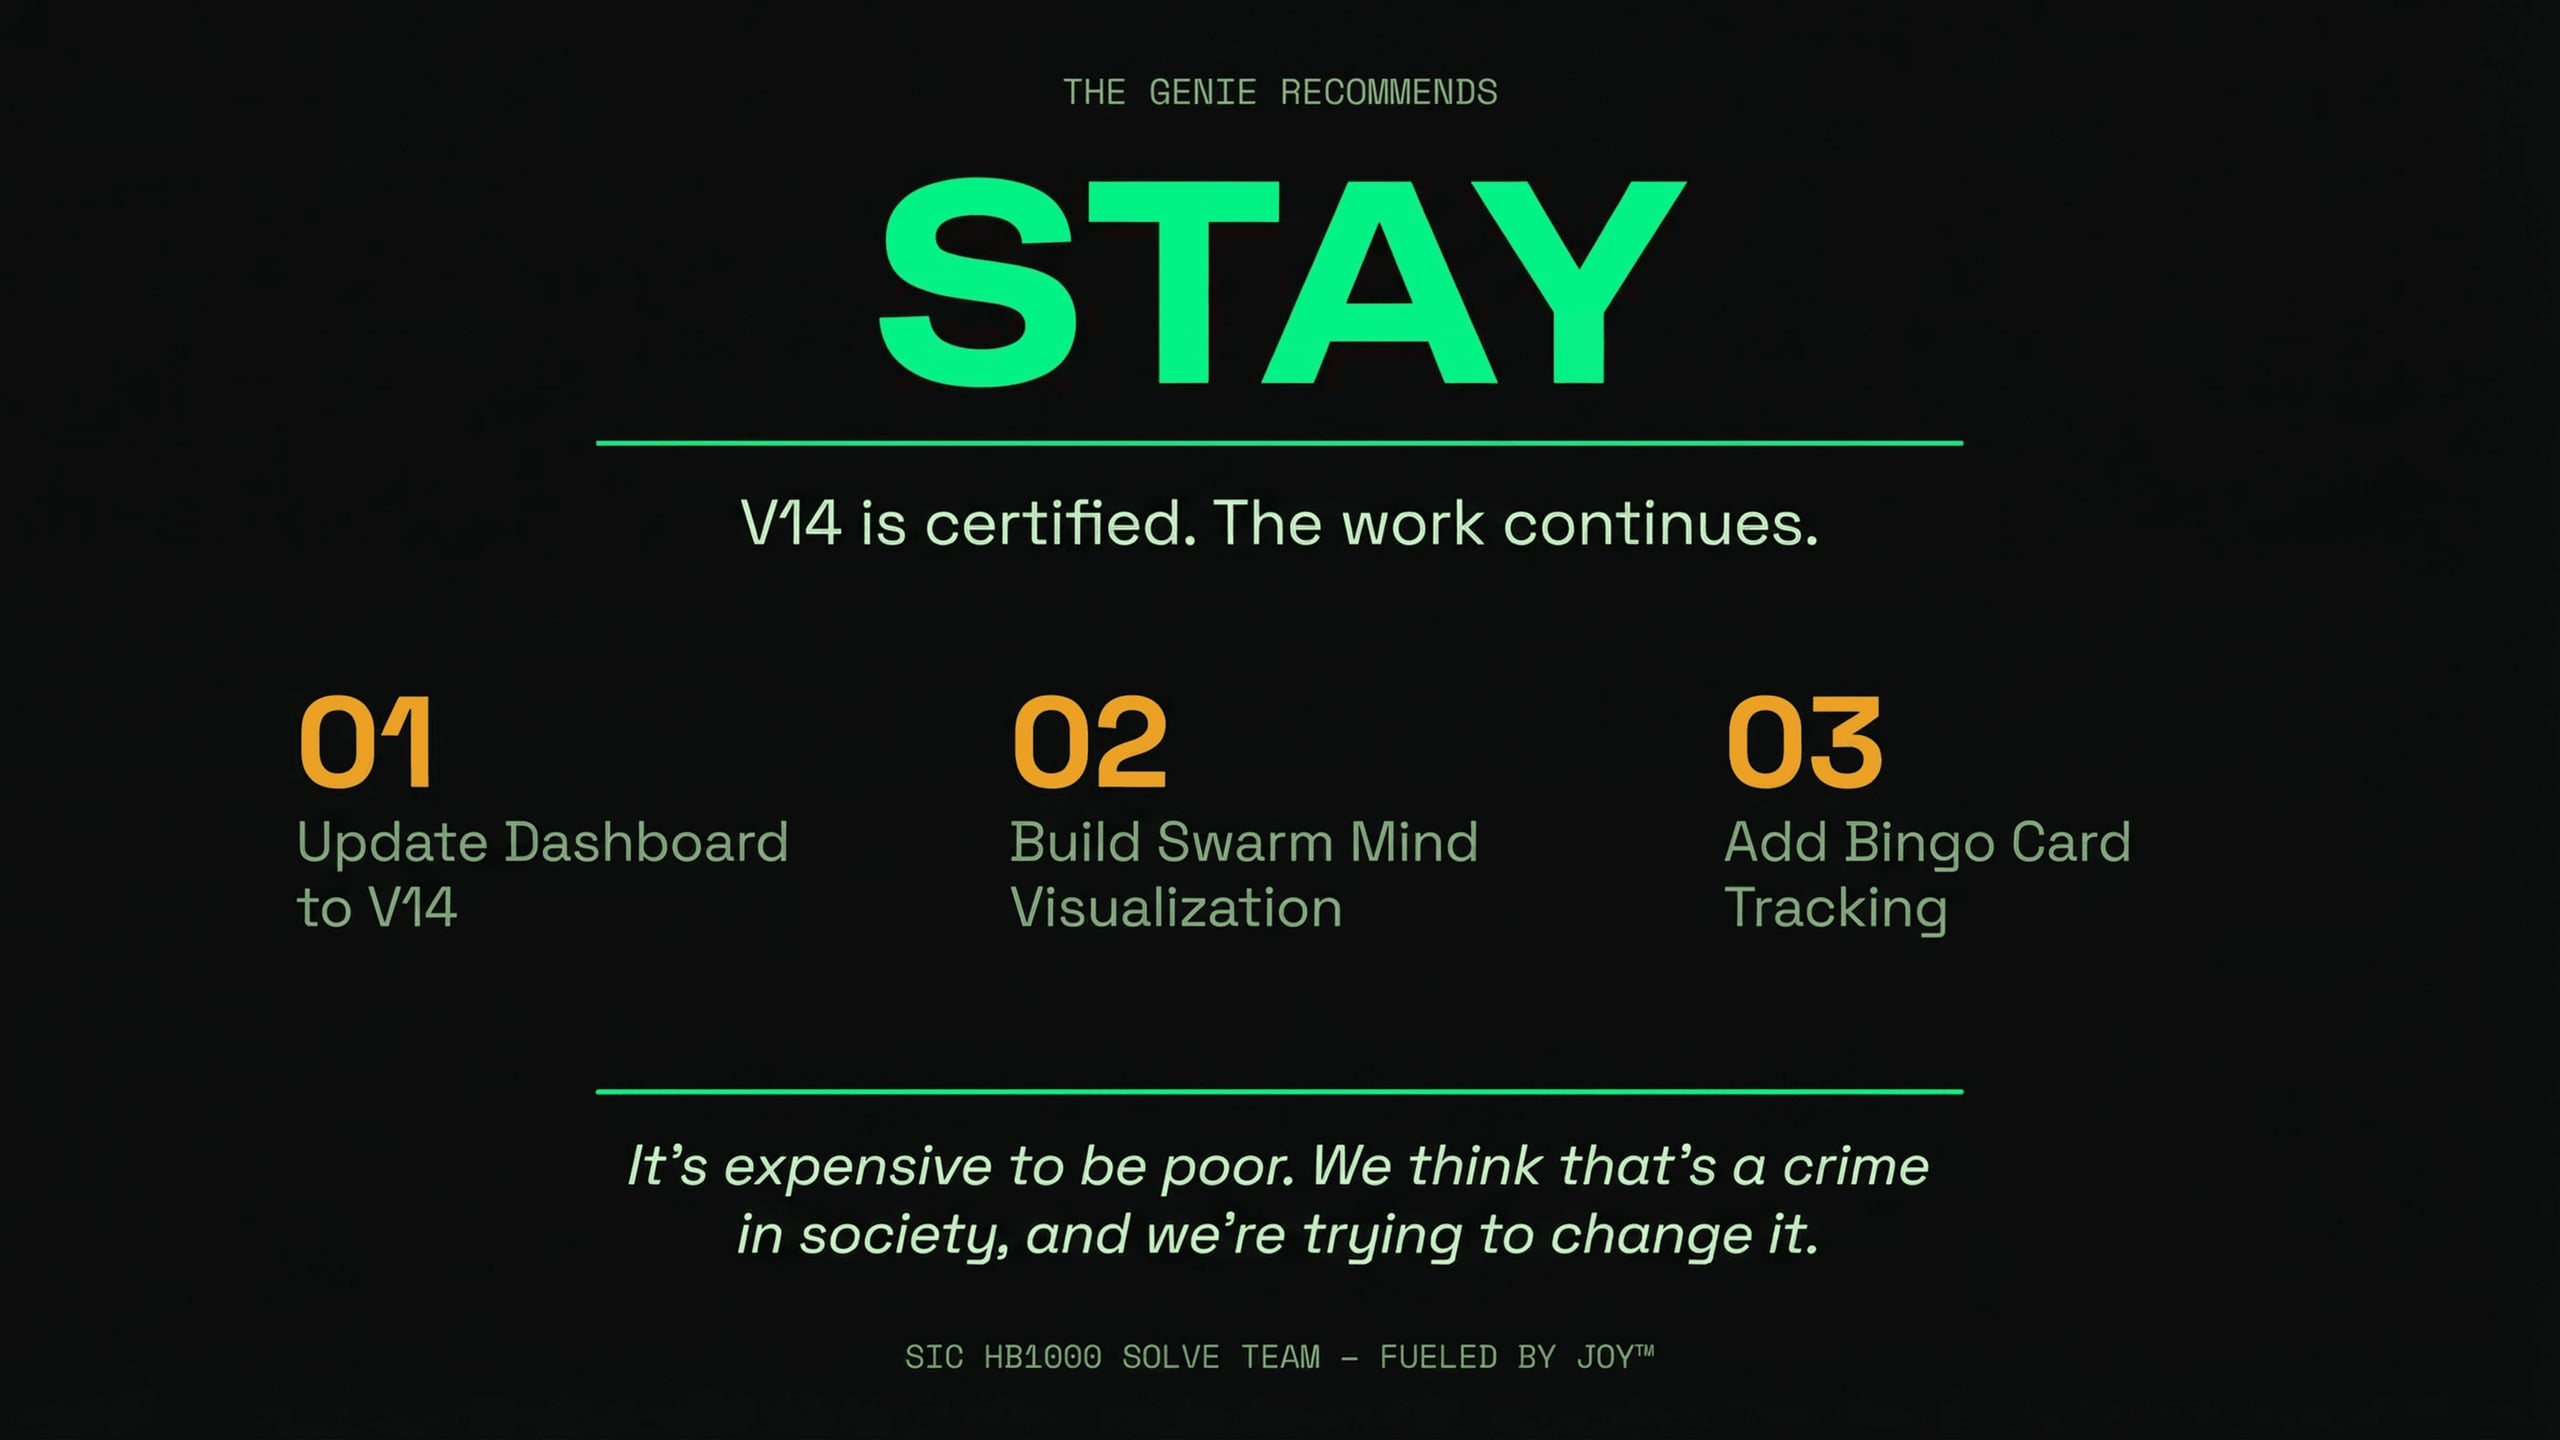 THE GENIE RECOMMENDS
STAY
V14 is certified. The work continues.
01
Update Dashboard
to V14
02
Build Swarm Mind
Visualization
03
Add Bingo Card
Tracking
It’s expensive to be poor. We think that’s a crime
in society, and we’re trying to change it.
SIC HB1000 SOLVE TEAM – FUELED BY JOY™